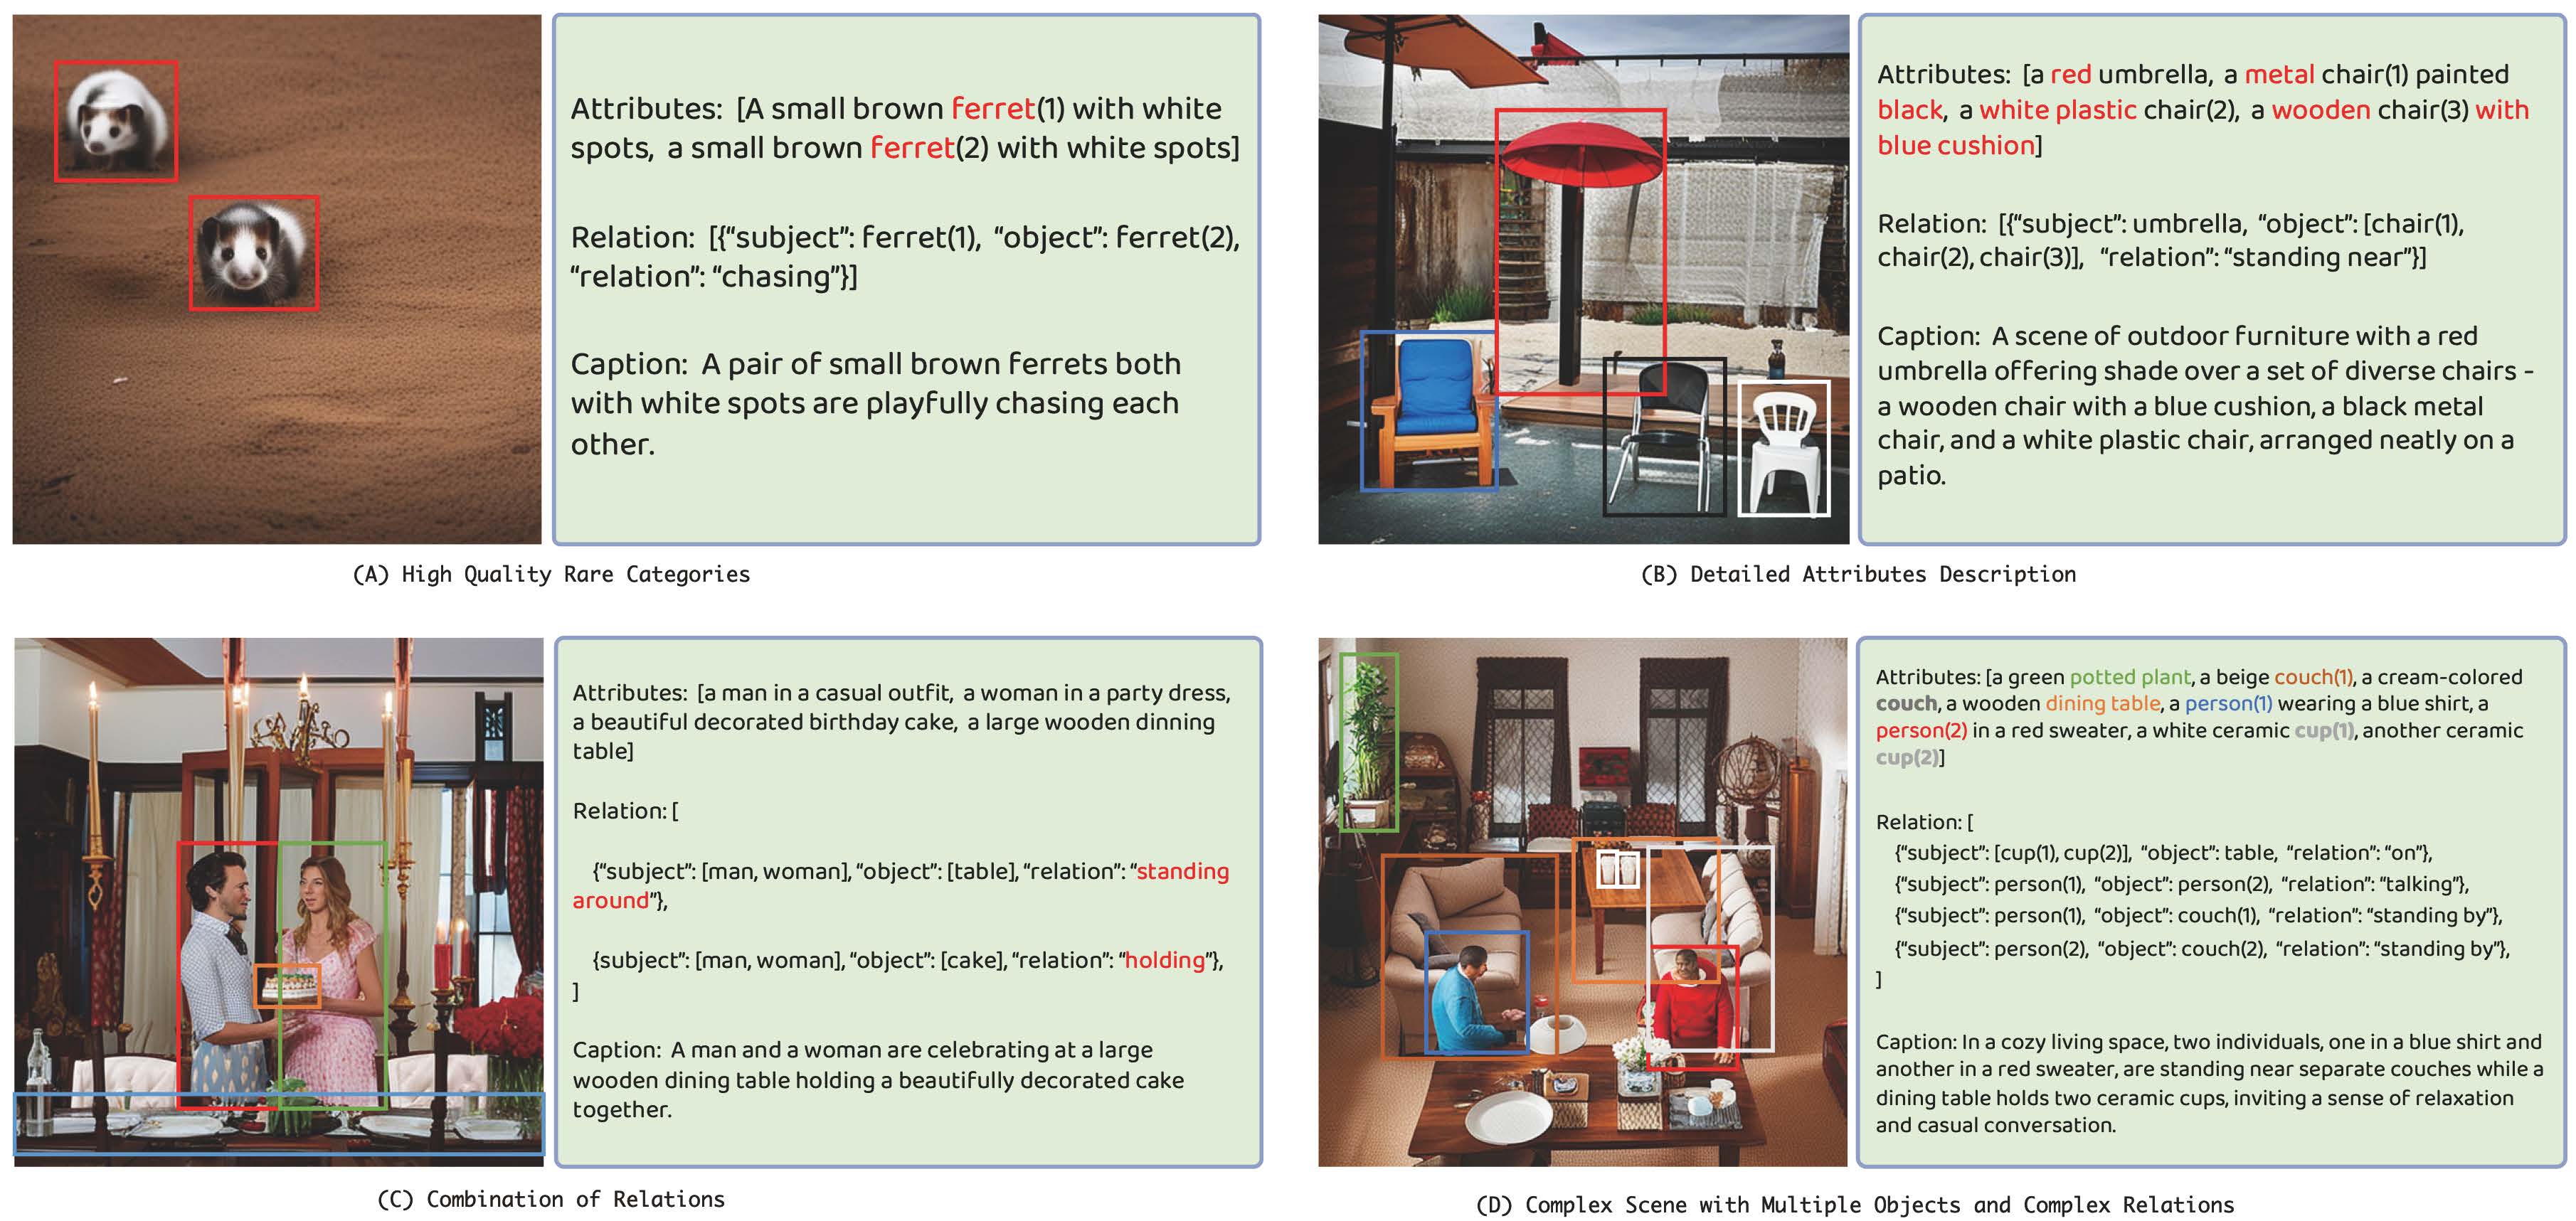 Attributes: [A small brown ferret(1) with white
spots, a small brown ferret(2) with white spots]
Relation: [{“subject”: ferret(1), “object”: ferret(2),
“relation”: “chasing”}]
Caption: A pair of small brown ferrets both
with white spots are playfully chasing each
other.
(A) High Quality Rare Categories
Attributes: [a red umbrella, a metal chair(1) painted
black, a white plastic chair(2), a wooden chair(3) with
blue cushion]
Relation: [{“subject”: umbrella, “object”: [chair(1),
chair(2), chair(3)], “relation”: “standing near”}]
Caption: A scene of outdoor furniture with a red
umbrella offering shade over a set of diverse chairs -
a wooden chair with a blue cushion, a black metal
chair, and a white plastic chair, arranged neatly on a
patio.
(B) Detailed Attributes Description
Attributes: [a man in a casual outfit, a woman in a party dress,
a beautiful decorated birthday cake, a large wooden dinning
table]
Relation: [
{“subject”: [man, woman], “object”: [table], “relation”: “standing
around”},
{subject”: [man, woman], “object”: [cake], “relation”: “holding”},
]
Caption: A man and a woman are celebrating at a large
wooden dining table holding a beautifully decorated cake
together.
(C) Combination of Relations
Attributes: [a green potted plant, a beige couch(1), a cream-colored
couch, a wooden dining table, a person(1) wearing a blue shirt, a
person(2) in a red sweater, a white ceramic cup(1), another ceramic
cup(2)]
Relation: [
{“subject”: [cup(1), cup(2)], “object”: table, “relation”: “on”},
{“subject”: person(1), “object”: person(2), “relation”: “talking”},
{“subject”: person(1), “object”: couch(1), “relation”: “standing by”},
{“subject”: person(2), “object”: couch(2), “relation”: “standing by”},
]
Caption: In a cozy living space, two individuals, one in a blue shirt and
another in a red sweater, are standing near separate couches while a
dining table holds two ceramic cups, inviting a sense of relaxation
and casual conversation.
(D) Complex Scene with Multiple Objects and Complex Relations